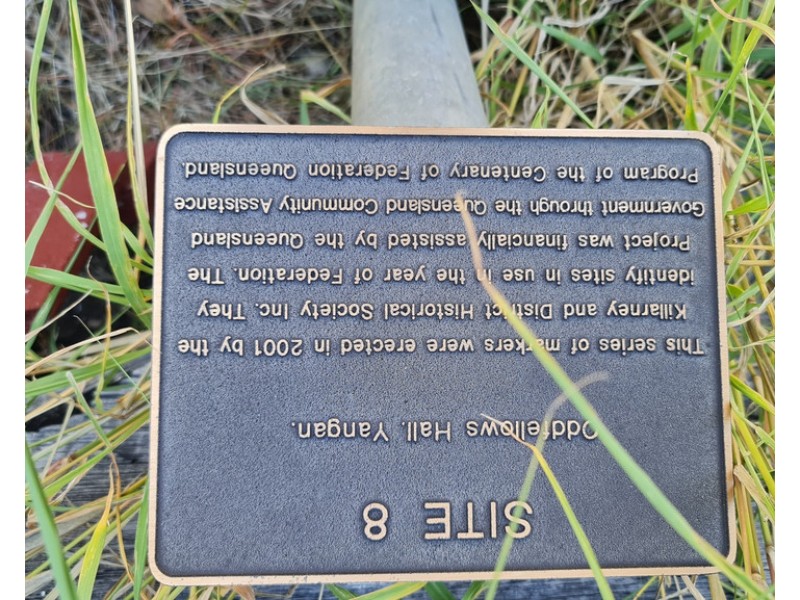 SITE 8
Oddfellows Hall. Yangan.
This series of markers were erected in 2001 by the
Killarney and District Historical Society Inc. They
identify sites in use in the year of Federation. The
Project was financially assisted by the Queensland
Government through the Queensland Community Assistance
Program of the Centenary of Federation Queensland.